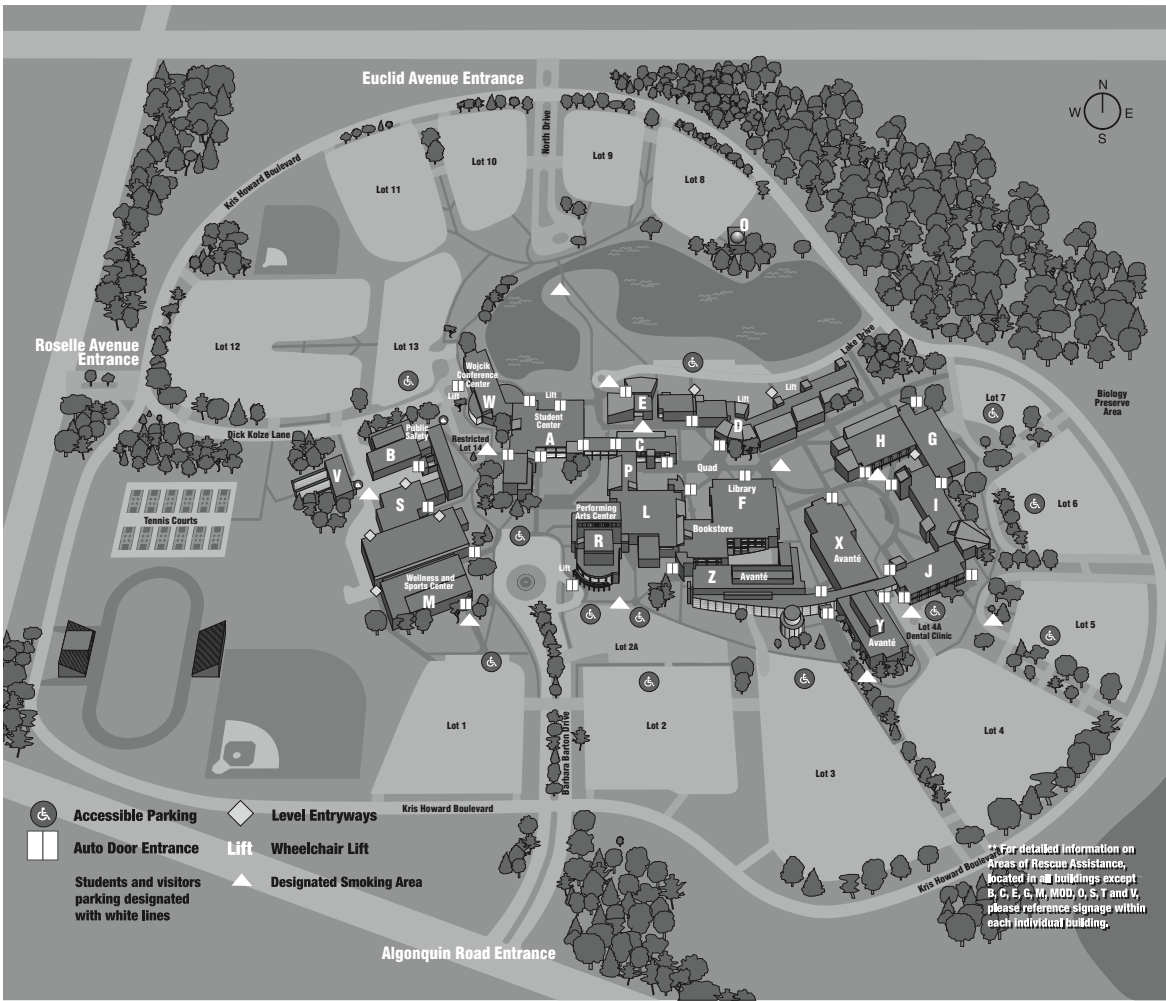 Euclid Avenue Entrance
N
W E
S
North Drive
Lot 9
Lot 10
Lot 11
Lot 8
Kris Howard Boulevard
O
Roselle Avenue
Entrance
Lot 12
Lot 13
Lake Drive
Wojcik
Conference
Center
Lift
W
Lift
Student
Center
A
E
Lift
Lift
D
C
Lot 7
Biology
Preserve
Area
Dick Kolze Lane
Public
Safety
Restricted
Lot 14
B
V
H
G
P
Quad
Library
F
S
I
Lot 6
Tennis Courts
Performing
Arts Center
L
Bookstore
R
X
Avanté
Lift
Z
Avanté
J
Wellness and
Sports Center
M
Y
Avanté
Lot 4A
Dental Clinic
Lot 5
Lot 2A
Lot 1
Lot 2
Barbara Barton Drive
Lot 3
Lot 4
Kris Howard Boulevard
Kris Howard Boulevard
Accessible Parking
Level Entryways
Auto Door Entrance
Lift Wheelchair Lift
Students and visitors
parking designated
with white lines
Designated Smoking Area
** For detailed information on
Areas of Rescue Assistance,
located in all buildings except
B, C, E, G, M, MOD, O, S, T and V,
please reference signage within
each individual building.
Algonquin Road Entrance